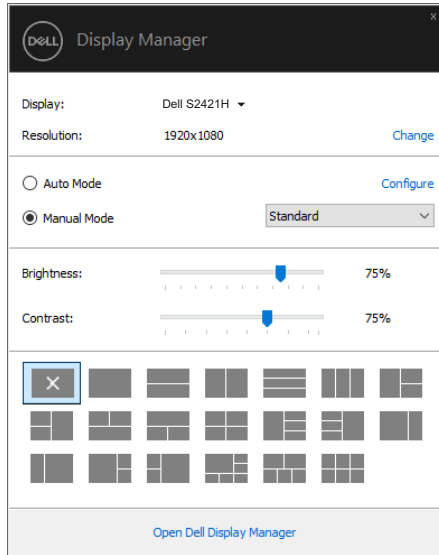 x
DELL Display Manager
Display: Dell S2421H
Resolution: 1920x1080 Change
Auto Mode Configure
Manual Mode Standard
Brightness: 75%
Contrast: 75%
Open Dell Display Manager